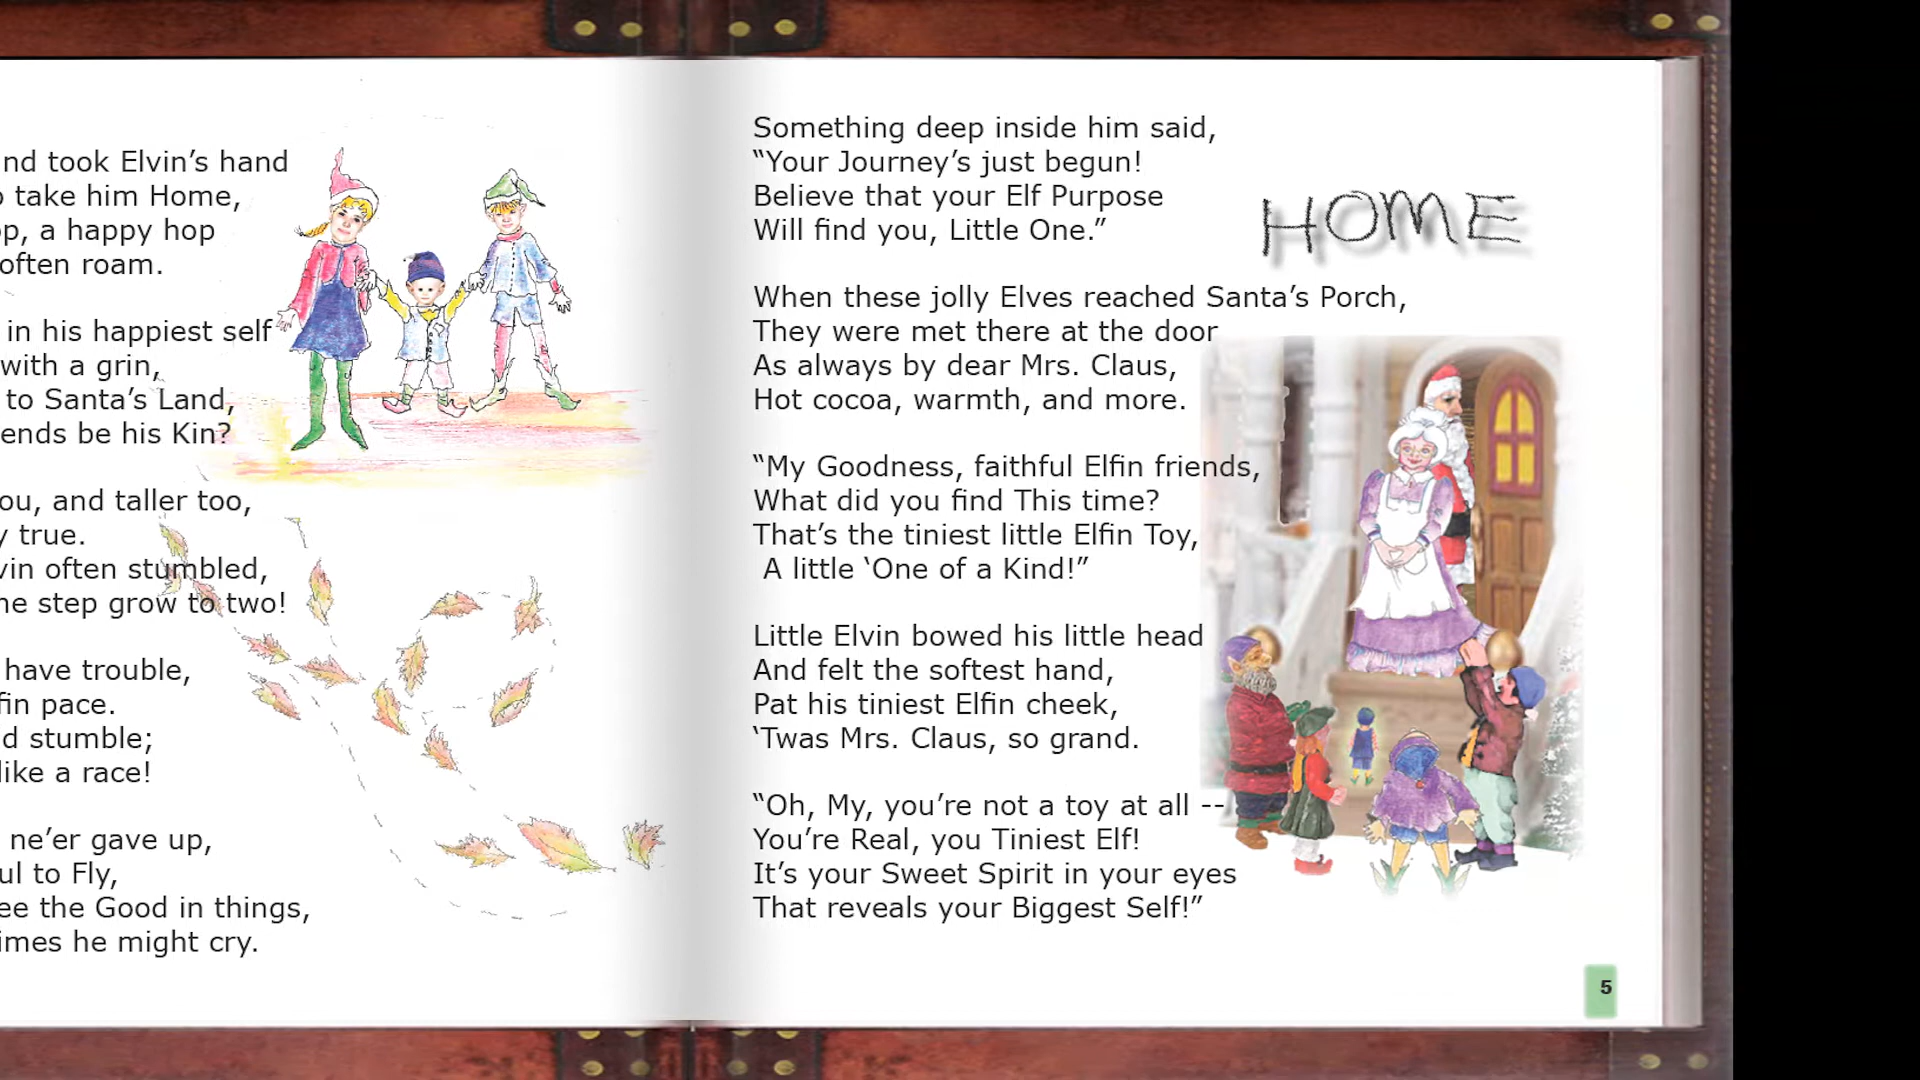 nd took Elvin’s hand
take him Home,
p, a happy hop
often roam.
in his happiest self
with a grin,
to Santa’s Land,
ends be his Kin?
ou, and taller too,
y true.
vin often stumbled,
ne step grow to two!
have trouble,
fin pace.
d stumble;
like a race!
ne’er gave up,
ul to Fly,
ee the Good in things,
imes he might cry.
Something deep inside him said,
“Your Journey’s just begun!
Believe that your Elf Purpose
Will find you, Little One.”
HOME
When these jolly Elves reached Santa’s Porch,
They were met there at the door
As always by dear Mrs. Claus,
Hot cocoa, warmth, and more.
“My Goodness, faithful Elfin friends,
What did you find This time?
That’s the tiniest little Elfin Toy,
A little ‘One of a Kind!”
Little Elvin bowed his little head
And felt the softest hand,
Pat his tiniest Elfin cheek,
‘Twas Mrs. Claus, so grand.
“Oh, My, you’re not a toy at all --
You’re Real, you Tiniest Elf!
It’s your Sweet Spirit in your eyes
That reveals your Biggest Self!”
5